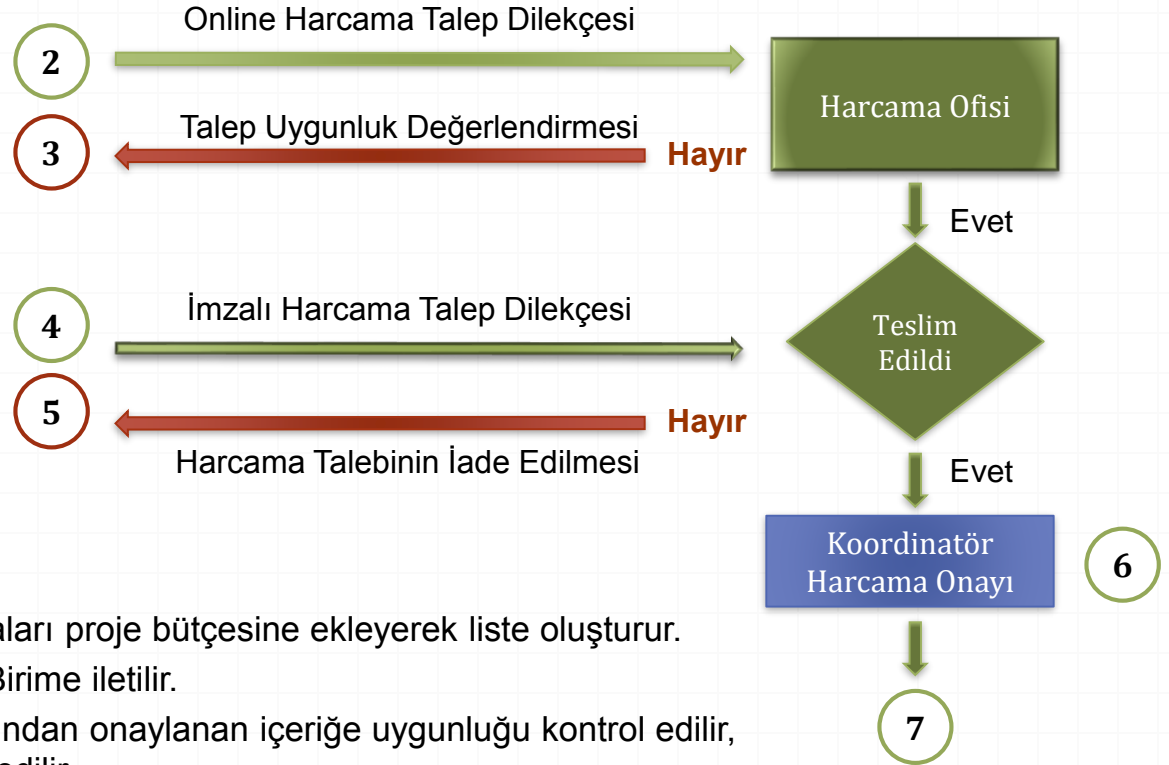 Online Harcama Talep Dilekçesi
2
Harcama Ofisi
Talep Uygunluk Değerlendirmesi
3
Hayır
Evet
İmzalı Harcama Talep Dilekçesi
4
Teslim
Edildi
5
Hayır
Harcama Talebinin İade Edilmesi
Evet
Koordinatör
Harcama Onayı
6
aları proje bütçesine ekleyerek liste oluşturur.
Birime iletilir.
ından onaylanan içeriğe uygunluğu kontrol edilir,
7